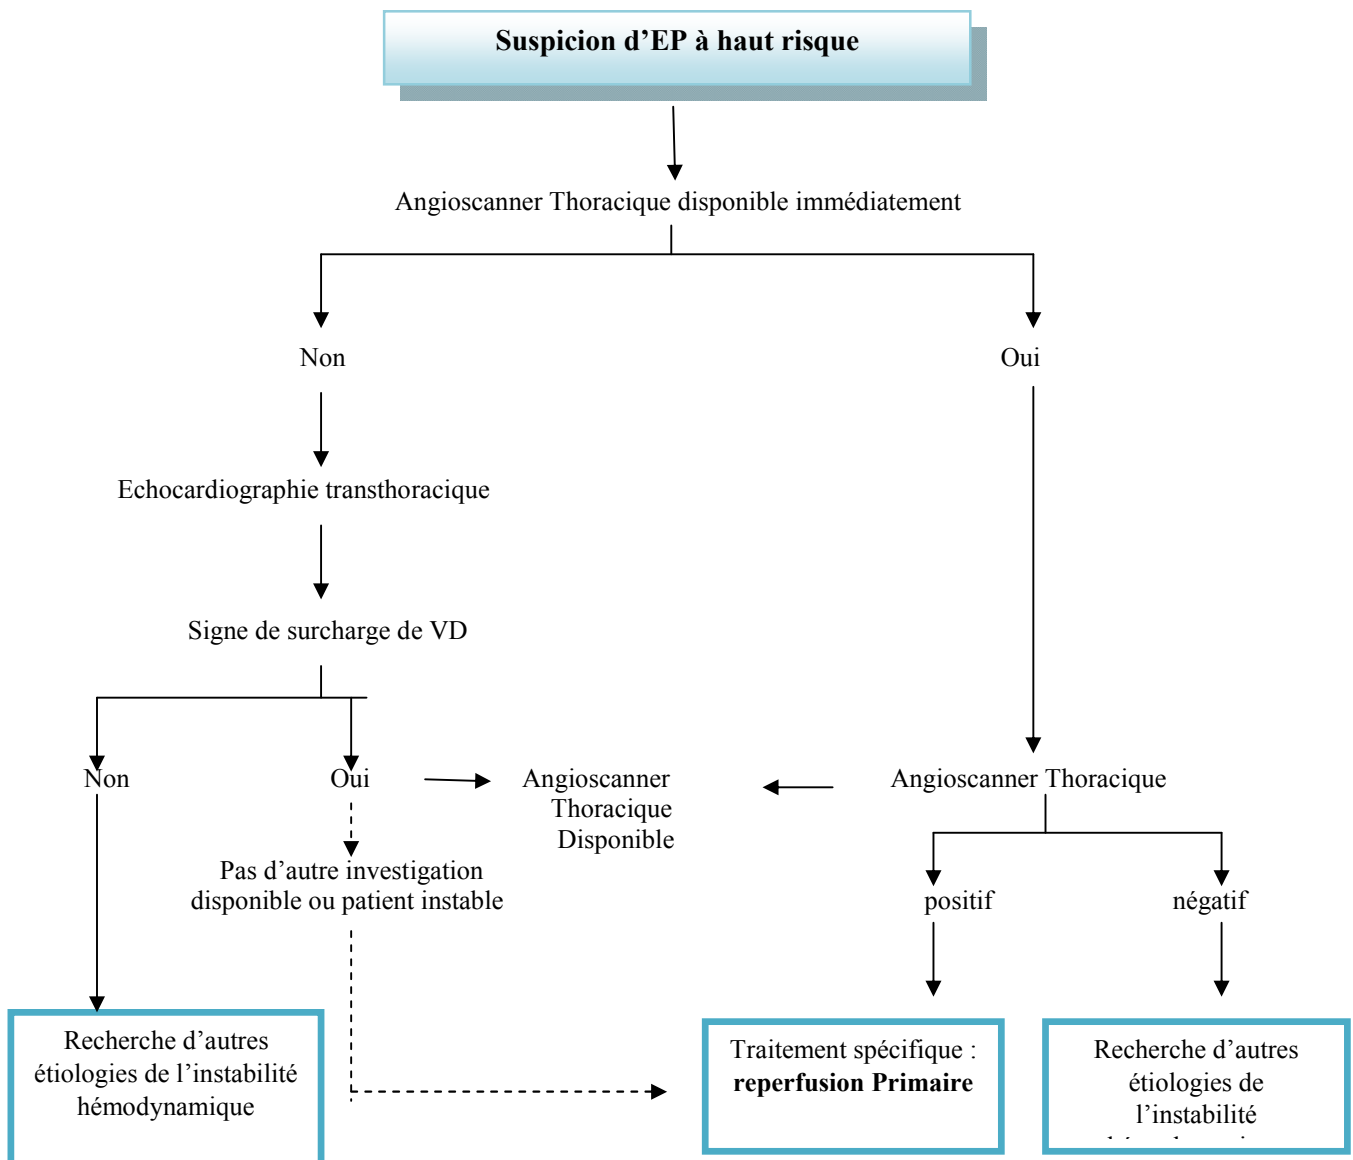 Suspicion d’EP à haut risque
Angioscanner Thoracique disponible immédiatement
Non
Oui
Echocardiographie transthoracique
Signe de surcharge de VD
Non
Oui
Angioscanner
Thoracique
Disponible
Angioscanner Thoracique
Pas d’autre investigation
disponible ou patient instable
positif
négatif
Recherche d’autres
étiologies de l’instabilité
hémodynamique
Traitement spécifique :
reperfusion Primaire
Recherche d’autres
étiologies de
l’instabilité